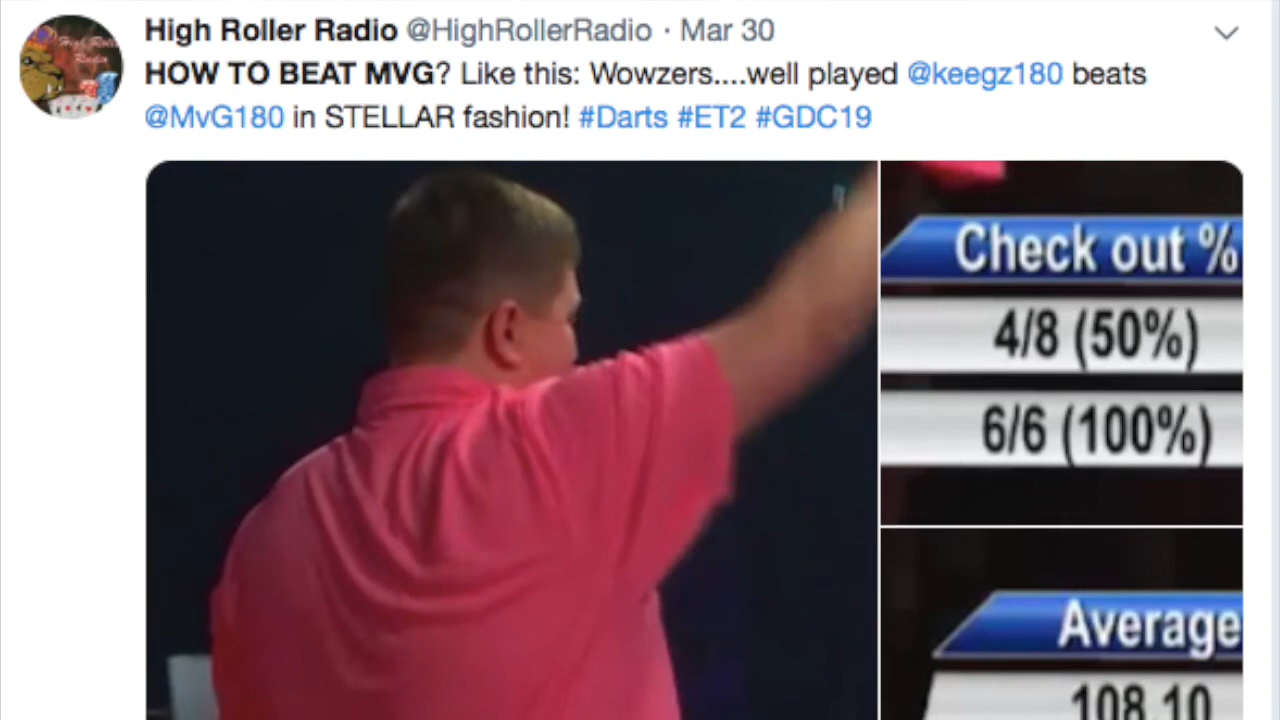 High Roller Radio @HighRollerRadio · Mar 30
HOW TO BEAT MVG? Like this: Wowzers....well played @keegz180 beats
@MvG180 in STELLAR fashion! #Darts #ET2 #GDC19
Check out %
4/8 (50%)
6/6 (100%)
Average
108.10